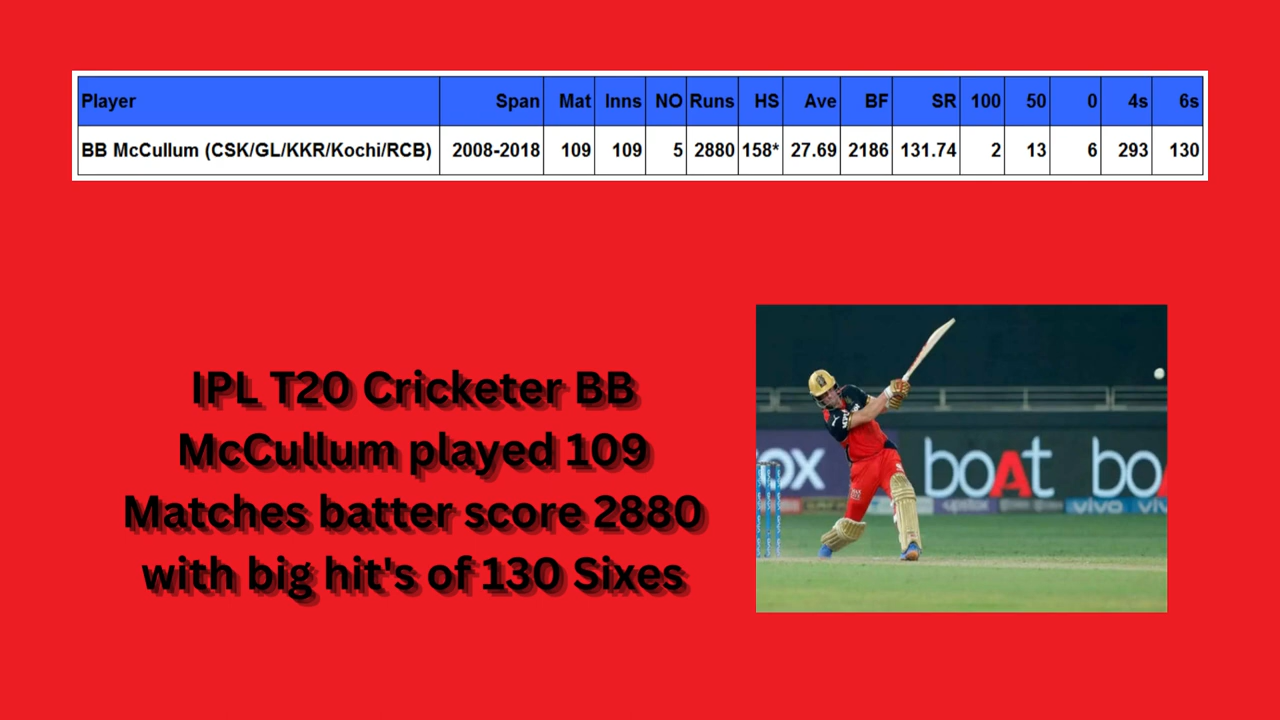 Player Span Mat Inns NO Runs HS Ave BF SR 100 50 0 4s 6s
BB McCullum (CSK/GL/KKR/Kochi/RCB) 2008-2018 109 109 5 2880 158* 27.69 2186 131.74 2 13 6 293 130
IPL T20 Cricketer BB
McCullum played 109
Matches batter score 2880
with big hit's of 130 Sixes
ox boAt bo
upstox vivo